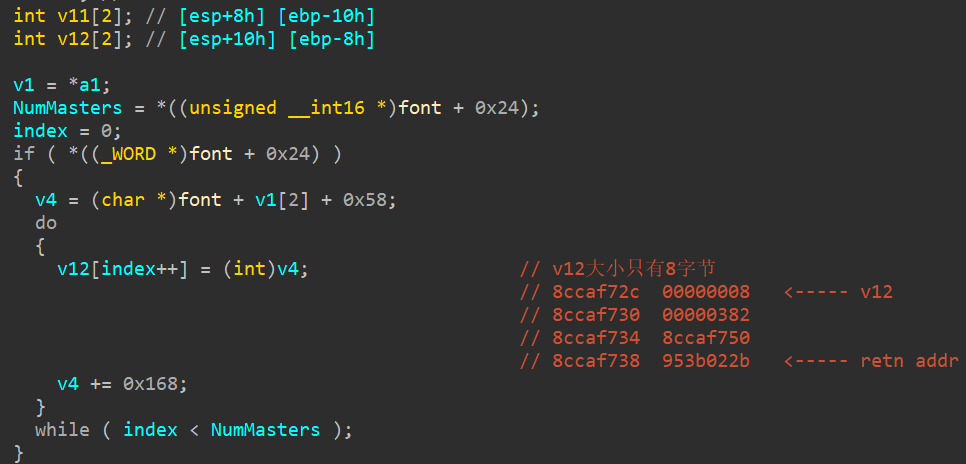 int v11[2]; // [esp+8h] [ebp-10h]
int v12[2]; // [esp+10h] [ebp-8h]
v1 = *a1;
NumMasters = *((unsigned __int16 *)font + 0x24);
index = 0;
if ( *((_WORD *)font + 0x24) )
{
v4 = (char *)font + v1[2] + 0x58;
do
{
v12[index++] = (int)v4; // v12大小只有8字节
// 8ccaf72c 00000008 <----- v12
// 8ccaf730 00000382
// 8ccaf734 8ccaf750
// 8ccaf738 953b022b <----- retn addr
v4 += 0x168;
}
while ( index < NumMasters );
}